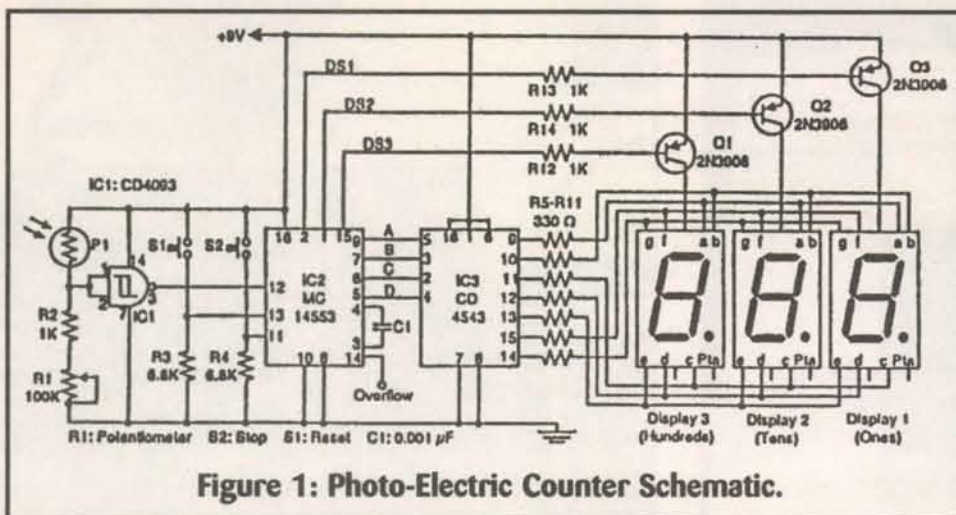 +9V
Q3
2N3906
DS1
R13 1K
Q2
2N3906
DS2
R14 1K
Q1
2N3906
DS3
R12 1K
IC1: CD4093
R5-R11
330 Ω
P1
S1
S2
16 2 1 15
16 1 6
g f a b g f a b g f a b
1
2
14
3
7
IC1
12
13
11
IC2
MC
14553
9 A 5
7 B 3
6 C 2
5 D 4
4
3
14
C1
IC3
CD
4543
9
10
11
12
13
15
14
R2
1K
R1
100K
R3
6.8K
R4
6.8K
10 8
7 8
Overflow
e d c Pt. e d c Pt. e d c Pt.
Display 3
(Hundreds)
Display 2
(Tens)
Display 1
(Ones)
R1: Potentiometer S2: Stop S1: Reset C1: 0.001 µF
Figure 1: Photo-Electric Counter Schematic.